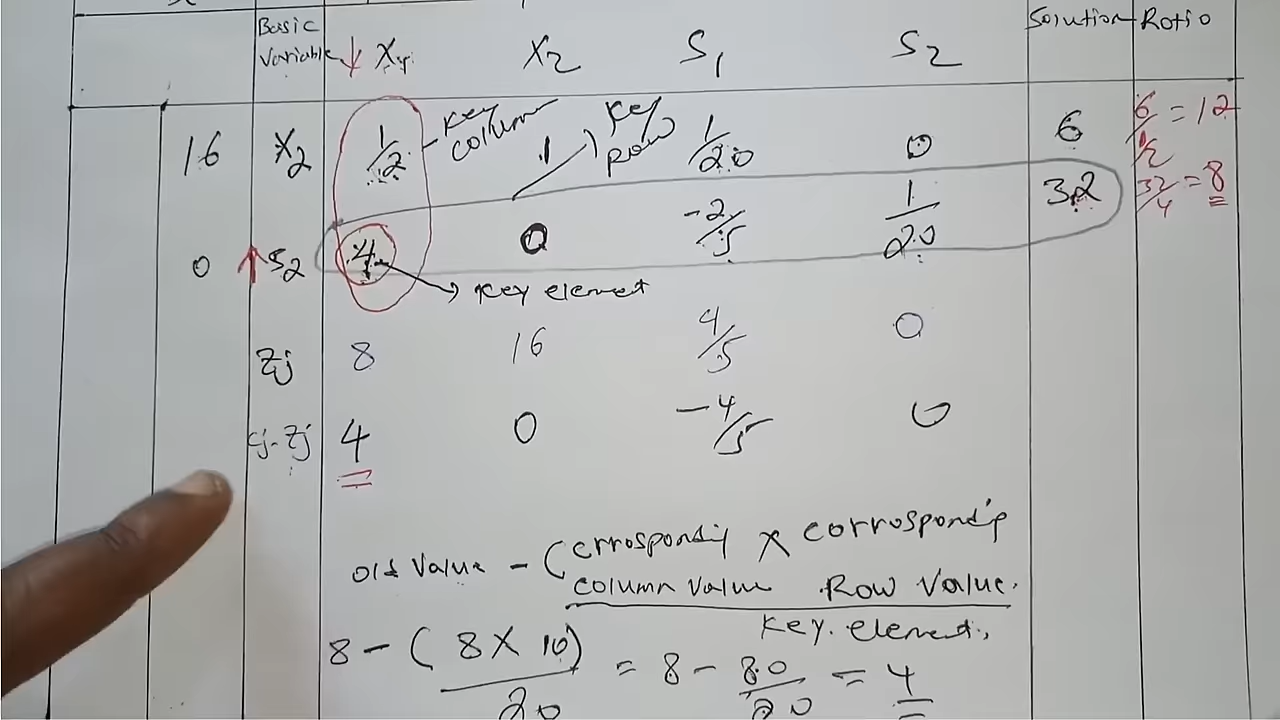 Basic Variable X1 X2 S1 S2 Solution Ratio
Key column
Key Row
16 X2 1/2 1 1/20 0 6 6/1/2 = 12
0 S2 4 0 -2/5 1/20 32 32/4 = 8
Key element
Zj 8 16 4/5 0
Cj-Zj 4 0 -4/5 0
Old Value - (Crrosponding column value X corrosponding Row Value.
Key. element.
8 - (8 X 10) = 8 - 80 = 4
20 20